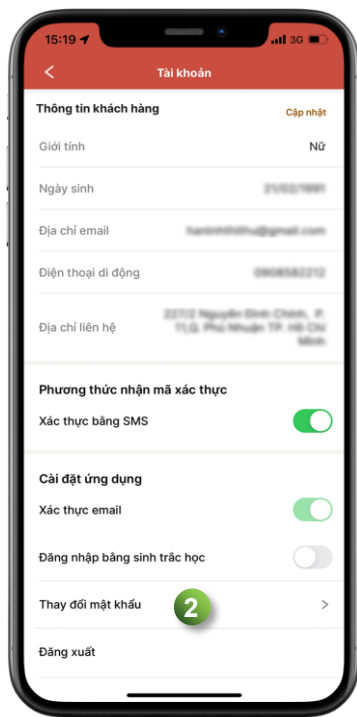 15:19
3G
Tài khoản
Thông tin khách hàng
Cập nhật
Giới tính
Nữ
Ngày sinh
Địa chỉ email
Điện thoại di động
Địa chỉ liên hệ
Phương thức nhận mã xác thực
Xác thực bằng SMS
Cài đặt ứng dụng
Xác thực email
Đăng nhập bằng sinh trắc học
Thay đổi mật khẩu
2
Đăng xuất